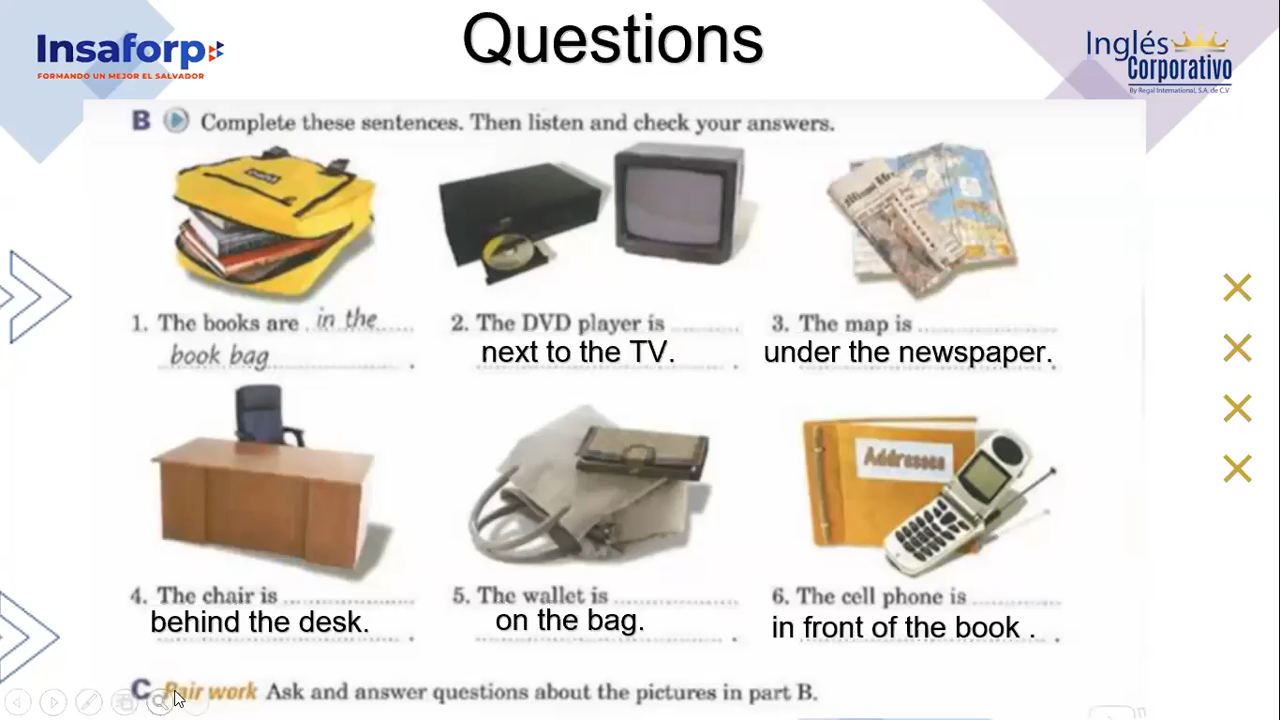 Questions
Insaforp
FORMANDO UN MEJOR EL SALVADOR
Inglés
Corporativo
By Regal International, S.A. de C.V.
B Complete these sentences. Then listen and check your answers.
1. The books are in the
book bag.
2. The DVD player is
next to the TV.
3. The map is
under the newspaper.
Addresses
4. The chair is
behind the desk.
5. The wallet is
on the bag.
6. The cell phone is
in front of the book .
C Pair work Ask and answer questions about the pictures in part B.